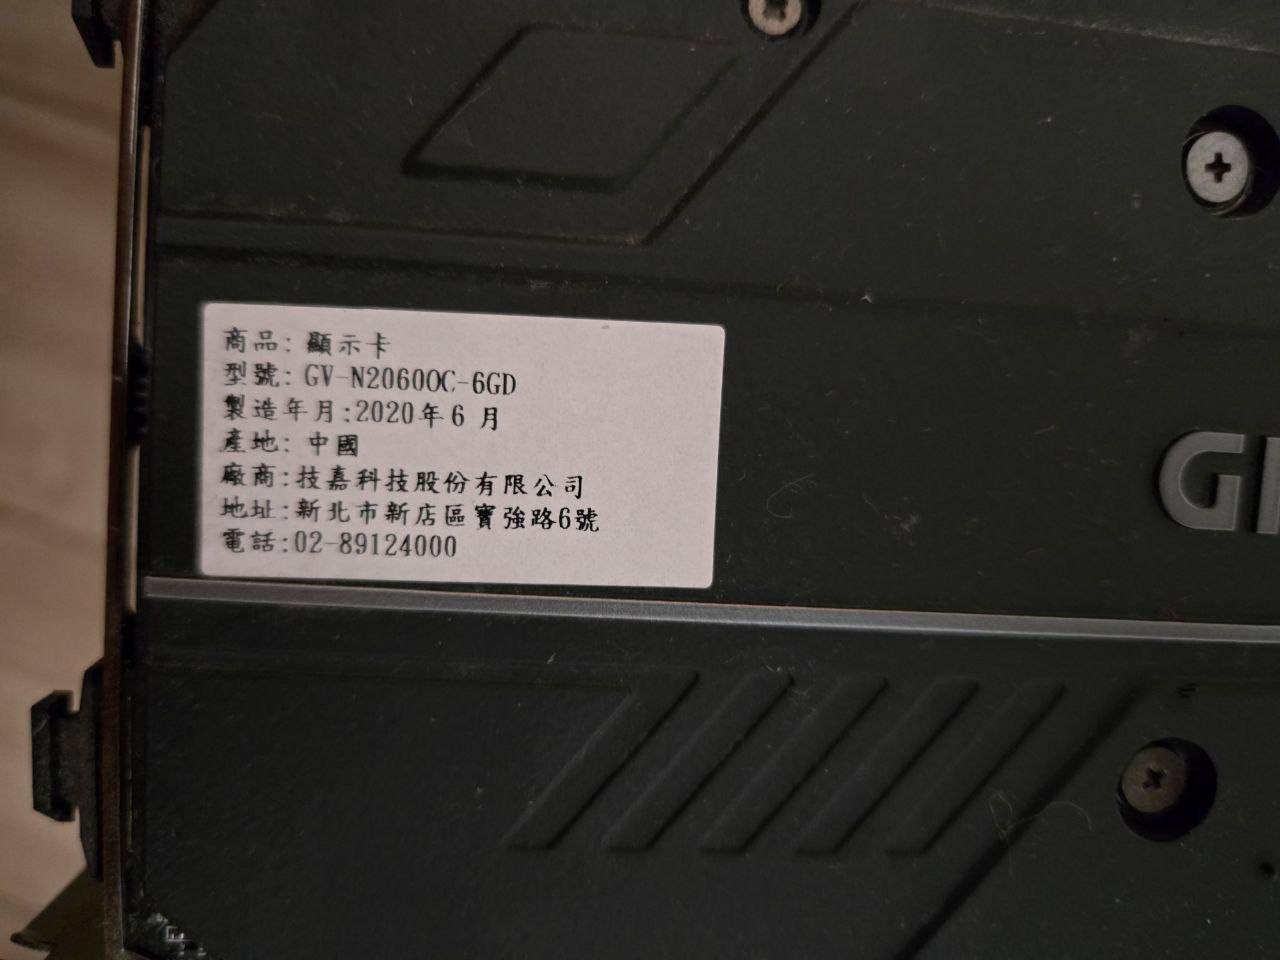 商品: 顯示卡
型號: GV-N2060OC-6GD
製造年月:2020年6月
產地: 中國
廠商:技嘉科技股份有限公司
地址:新北市新店區寶強路6號
電話:02-89124000